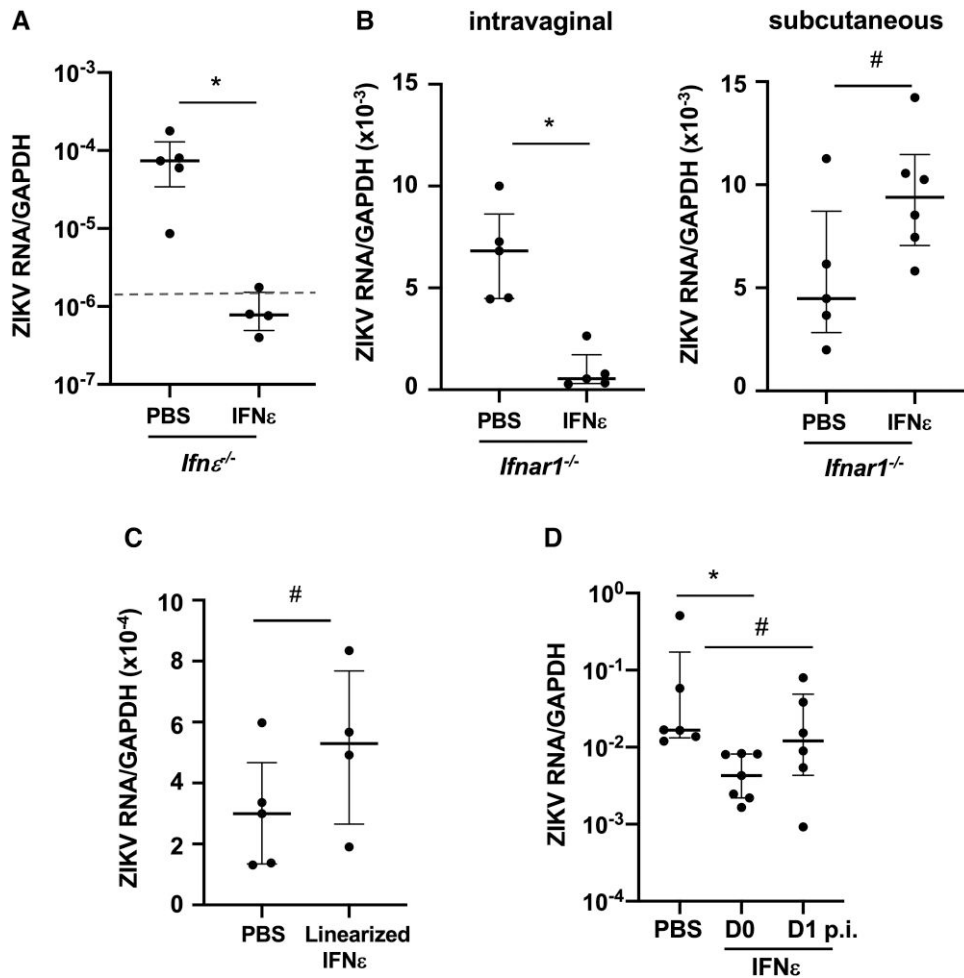 A
ZIKV RNA/GAPDH
10⁻³
10⁻⁴
10⁻⁵
10⁻⁶
10⁻⁷
*
PBS IFNε
Ifnε⁻/⁻
B
intravaginal
ZIKV RNA/GAPDH (x10⁻³)
15
10
5
0
*
PBS IFNε
Ifnar1⁻/⁻
subcutaneous
ZIKV RNA/GAPDH (x10⁻³)
15
10
5
0
#
PBS IFNε
Ifnar1⁻/⁻
C
ZIKV RNA/GAPDH (x10⁻⁴)
10
8
6
4
2
0
#
PBS Linearized
IFNε
D
ZIKV RNA/GAPDH
10⁰
10⁻¹
10⁻²
10⁻³
10⁻⁴
*
#
PBS D0 D1 p.i.
IFNε